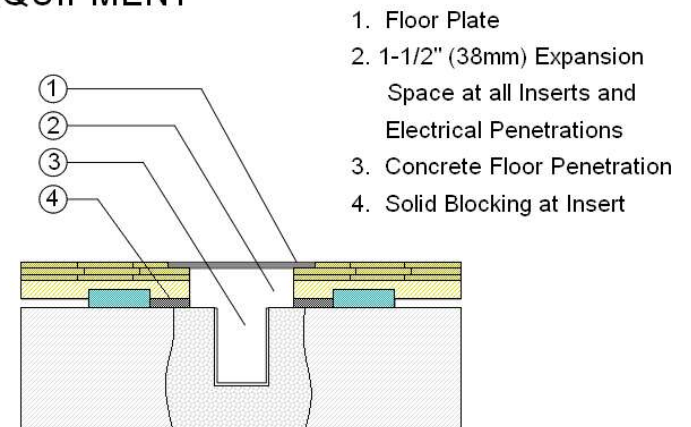 1. Floor Plate
2. 1-1/2" (38mm) Expansion
Space at all Inserts and
Electrical Penetrations
3. Concrete Floor Penetration
4. Solid Blocking at Insert
1
2
3
4